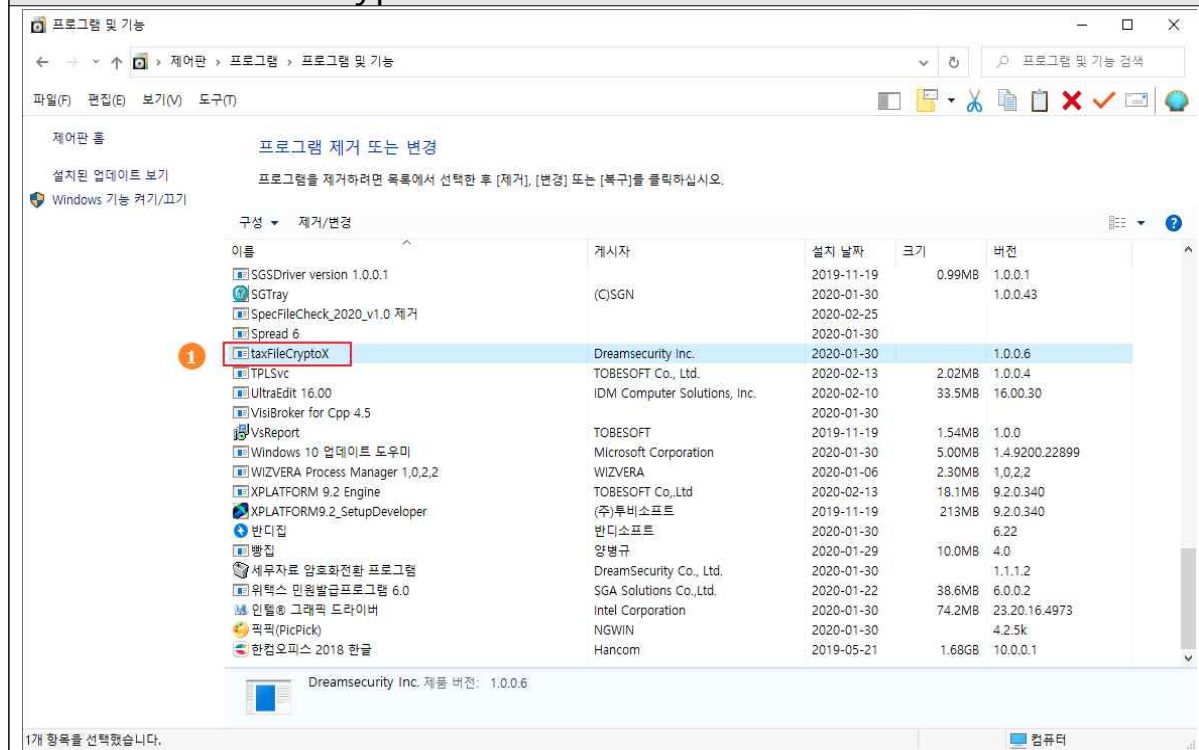 프로그램 및 기능
제어판 › 프로그램 › 프로그램 및 기능
프로그램 및 기능 검색
파일(F) 편집(E) 보기(V) 도구(T)
제어판 홈
설치된 업데이트 보기
Windows 기능 켜기/끄기
프로그램 제거 또는 변경
프로그램을 제거하려면 목록에서 선택한 후 [제거], [변경] 또는 [복구]를 클릭하십시오.
구성 제거/변경
이름 게시자 설치 날짜 크기 버전
SGSDriver version 1.0.0.1 2019-11-19 0.99MB 1.0.0.1
SGTray (C)SGN 2020-01-30 1.0.0.43
SpecFileCheck_2020_v1.0 제거 2020-02-25
Spread 6 2020-01-30
1 taxFileCryptoX Dreamsecurity Inc. 2020-01-30 1.0.0.6
TPLSvc TOBESOFT Co., Ltd. 2020-02-13 2.02MB 1.0.0.4
UltraEdit 16.00 IDM Computer Solutions, Inc. 2020-02-10 33.5MB 16.00.30
VisiBroker for Cpp 4.5 2020-01-30
VsReport TOBESOFT 2019-11-19 1.54MB 1.0.0
Windows 10 업데이트 도우미 Microsoft Corporation 2020-01-30 5.00MB 1.4.9200.22899
WIZVERA Process Manager 1,0,2,2 WIZVERA 2020-01-06 2.30MB 1,0,2,2
XPLATFORM 9.2 Engine TOBESOFT Co,.Ltd 2020-02-13 18.1MB 9.2.0.340
XPLATFORM9.2_SetupDeveloper (주)투비소프트 2019-11-19 213MB 9.2.0.340
반디집 반디소프트 2020-01-30 6.22
빵집 양병규 2020-01-29 10.0MB 4.0
세무자료 암호화전환 프로그램 DreamSecurity Co., Ltd. 2020-01-30 1.1.1.2
위택스 민원발급프로그램 6.0 SGA Solutions Co.,Ltd. 2020-01-22 38.6MB 6.0.0.2
인텔® 그래픽 드라이버 Intel Corporation 2020-01-30 74.2MB 23.20.16.4973
픽픽(PicPick) NGWIN 2020-01-30 4.2.5k
한컴오피스 2018 한글 Hancom 2019-05-21 1.68GB 10.0.0.1
Dreamsecurity Inc. 제품 버전: 1.0.0.6
1개 항목을 선택했습니다. 컴퓨터